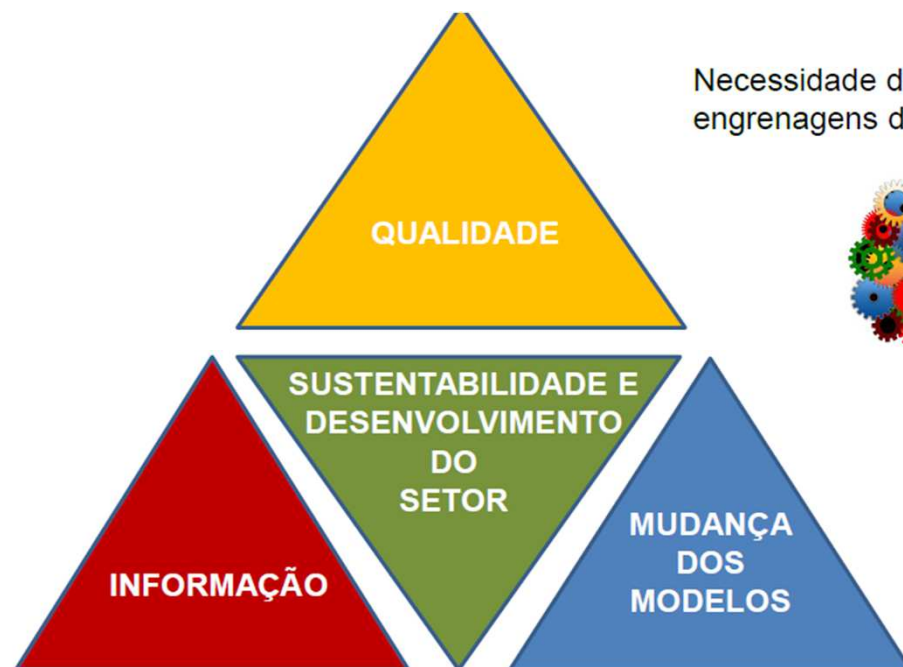 Necessidade d
engrenagens d
QUALIDADE
SUSTENTABILIDADE E
DESENVOLVIMENTO
DO
SETOR
MUDANÇA
DOS
MODELOS
INFORMAÇÃO